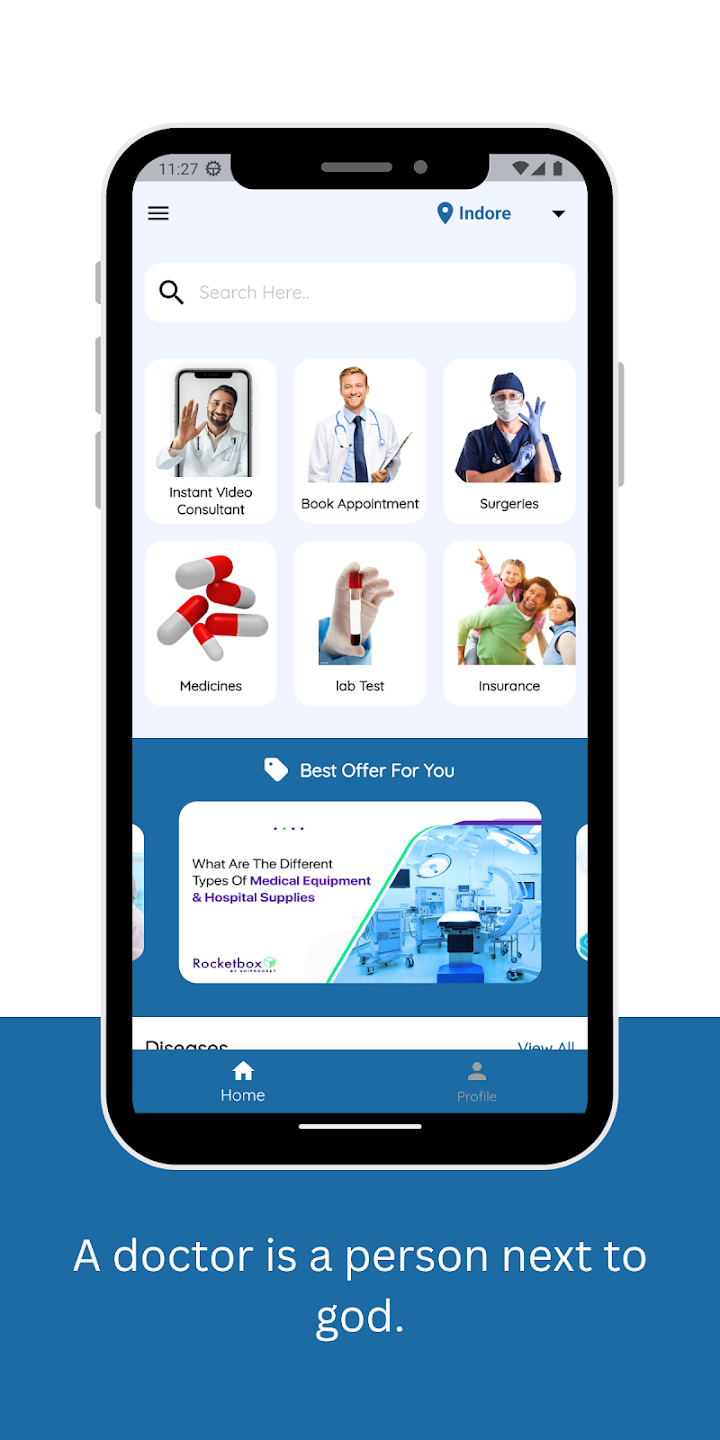 11:27
Indore
Search Here..
Instant Video
Consultant
Book Appointment
Surgeries
Medicines
lab Test
Insurance
Best Offer For You
What Are The Different
Types Of Medical Equipment
& Hospital Supplies
Rocketbox
BY SHIPROCKET
Diseases
View All
Home
Profile
A doctor is a person next to
god.